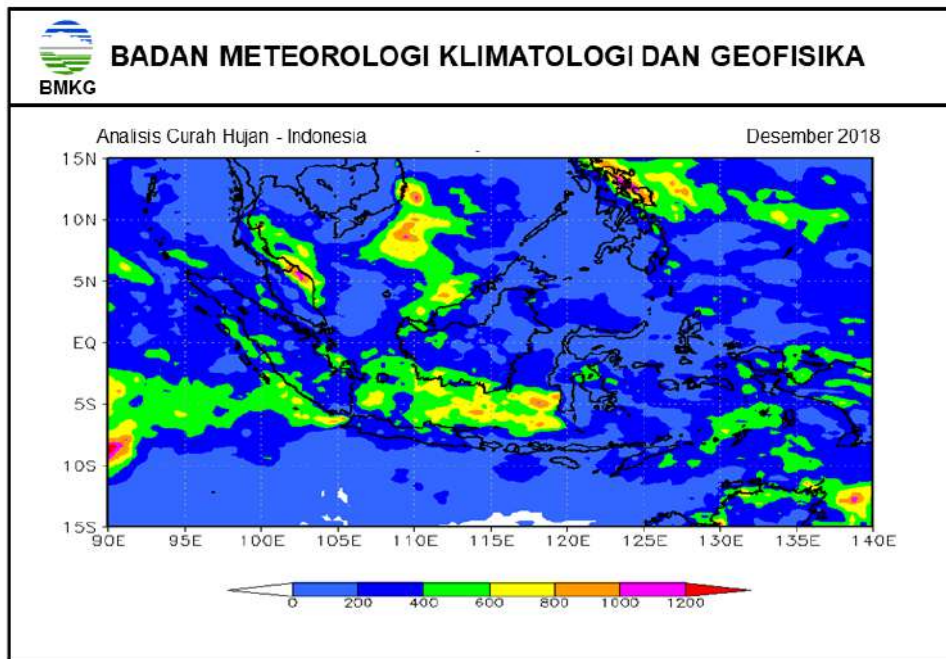 BADAN METEOROLOGI KLIMATOLOGI DAN GEOFISIKA
BMKG
Analisis Curah Hujan - Indonesia
Desember 2018
15N
10N
5N
EQ
5S
10S
15S
90E 95E 100E 105E 110E 115E 120E 125E 130E 135E 140E
0 200 400 600 800 1000 1200